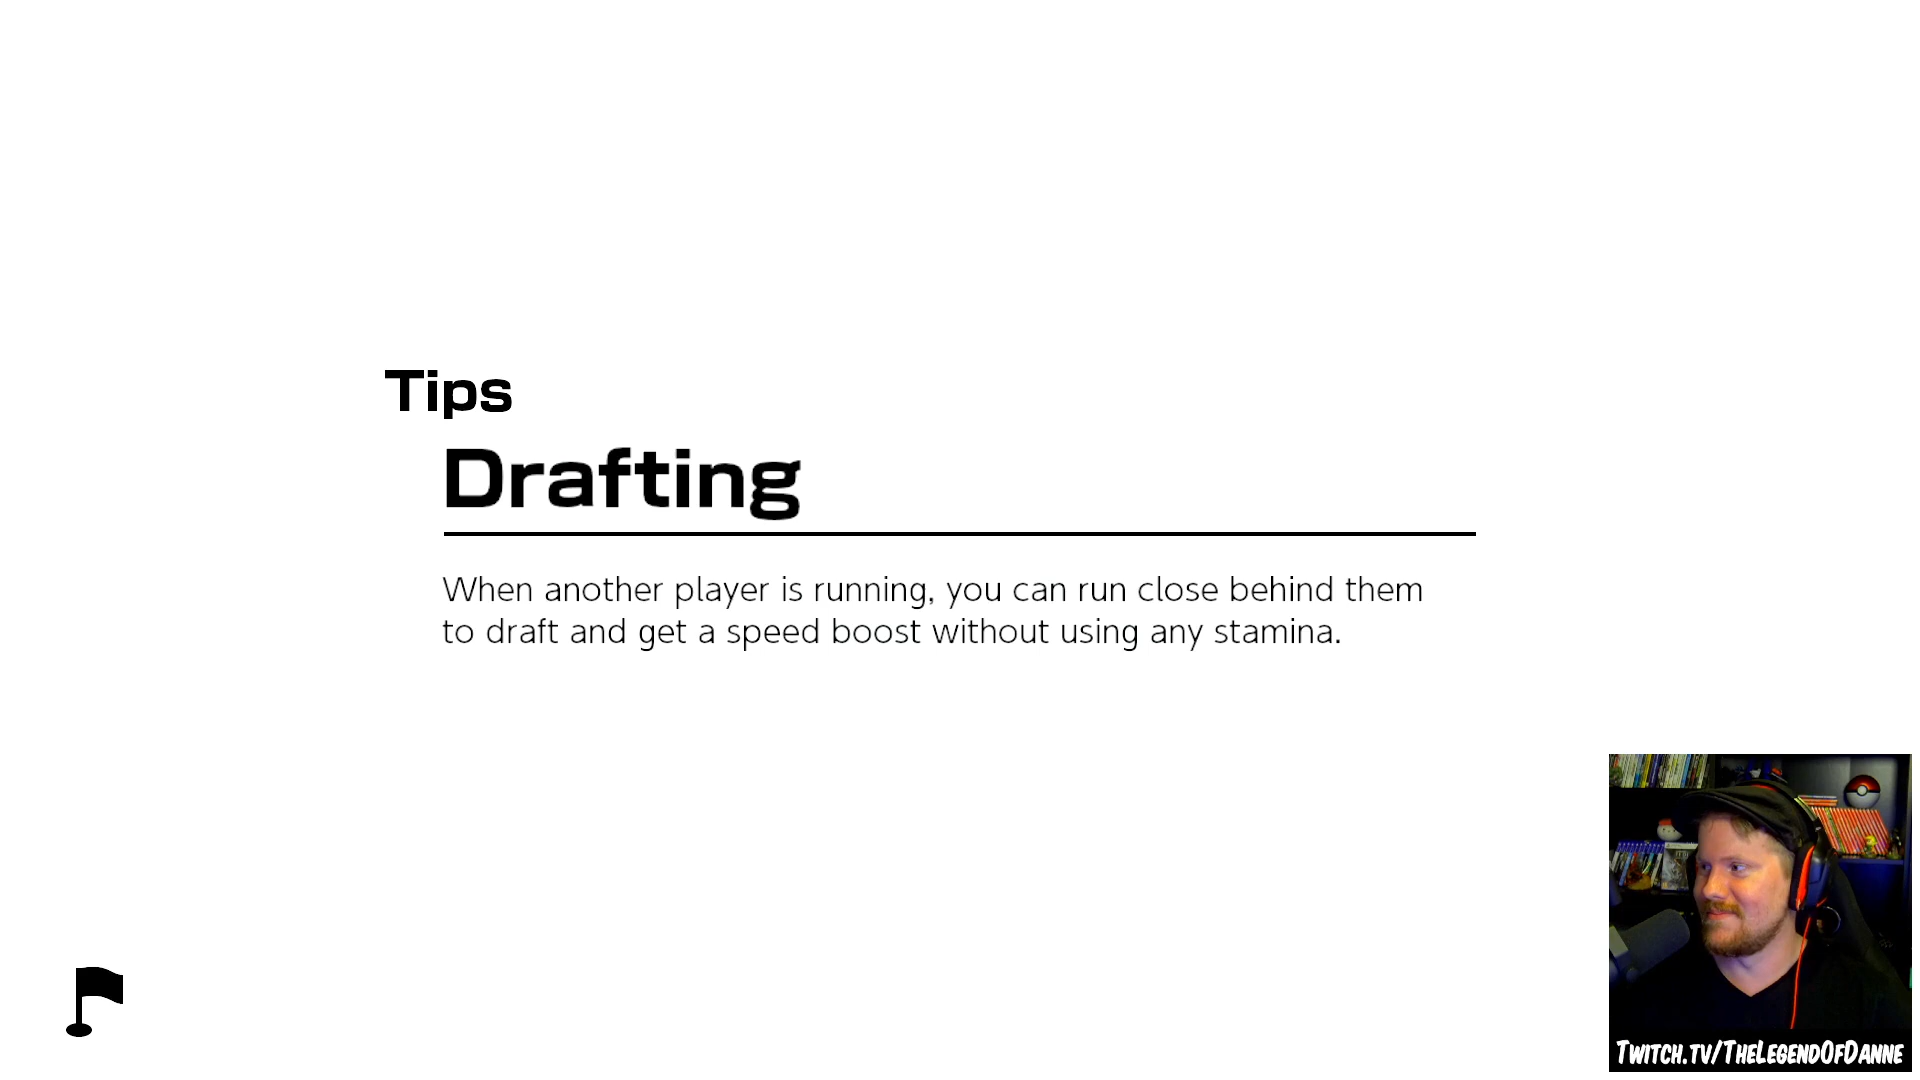 Tips
Drafting
When another player is running, you can run close behind them
to draft and get a speed boost without using any stamina.
Twitch.tv/TheLegendOfDanne